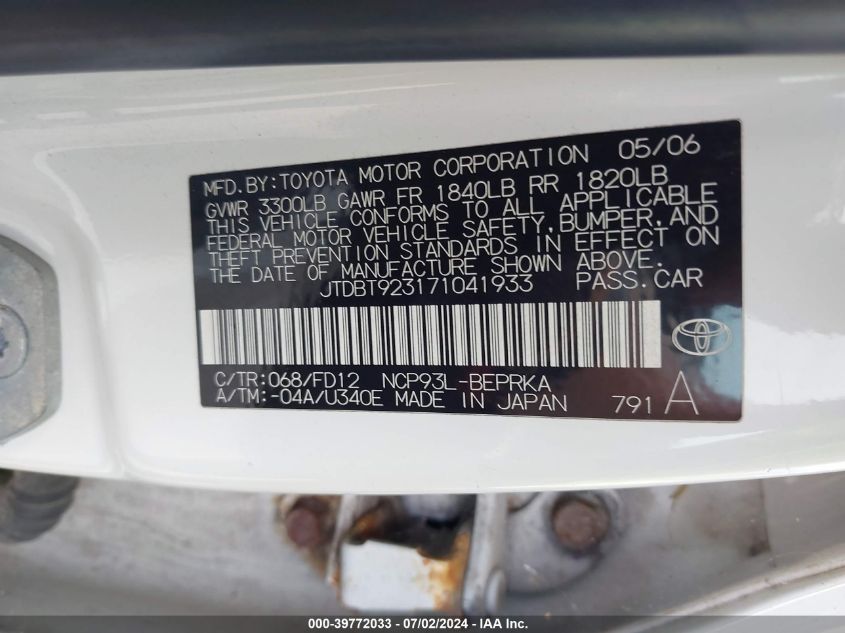 MFD.BY:TOYOTA MOTOR CORPORATION 05/06
GVWR 3300LB GAWR FR 1840LB RR 1820LB
THIS VEHICLE CONFORMS TO ALL APPLICABLE
FEDERAL MOTOR VEHICLE SAFETY,BUMPER,AND
THEFT PREVENTION STANDARDS IN EFFECT ON
THE DATE OF MANUFACTURE SHOWN ABOVE.
JTDBT923171041933 PASS.CAR
C/TR:068/FD12 NCP93L-BEPRKA
A/TM:-04A/U340E MADE IN JAPAN 791 A
000-39772033 - 07/02/2024 - IAA Inc.